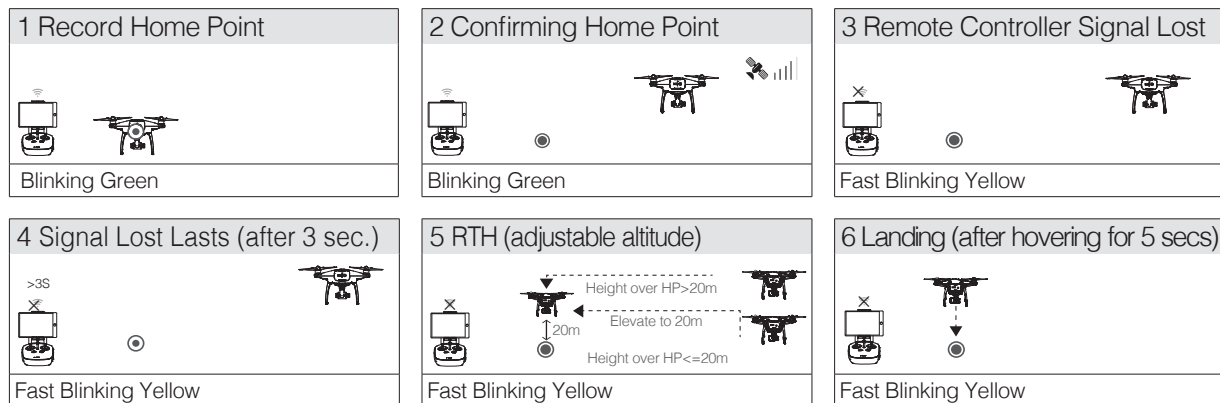 1 Record Home Point
Blinking Green
2 Confirming Home Point
Blinking Green
3 Remote Controller Signal Lost
Fast Blinking Yellow
4 Signal Lost Lasts (after 3 sec.)
>3S
Fast Blinking Yellow
5 RTH (adjustable altitude)
Height over HP>20m
Elevate to 20m
20m
Height over HP<=20m
Fast Blinking Yellow
6 Landing (after hovering for 5 secs)
Fast Blinking Yellow